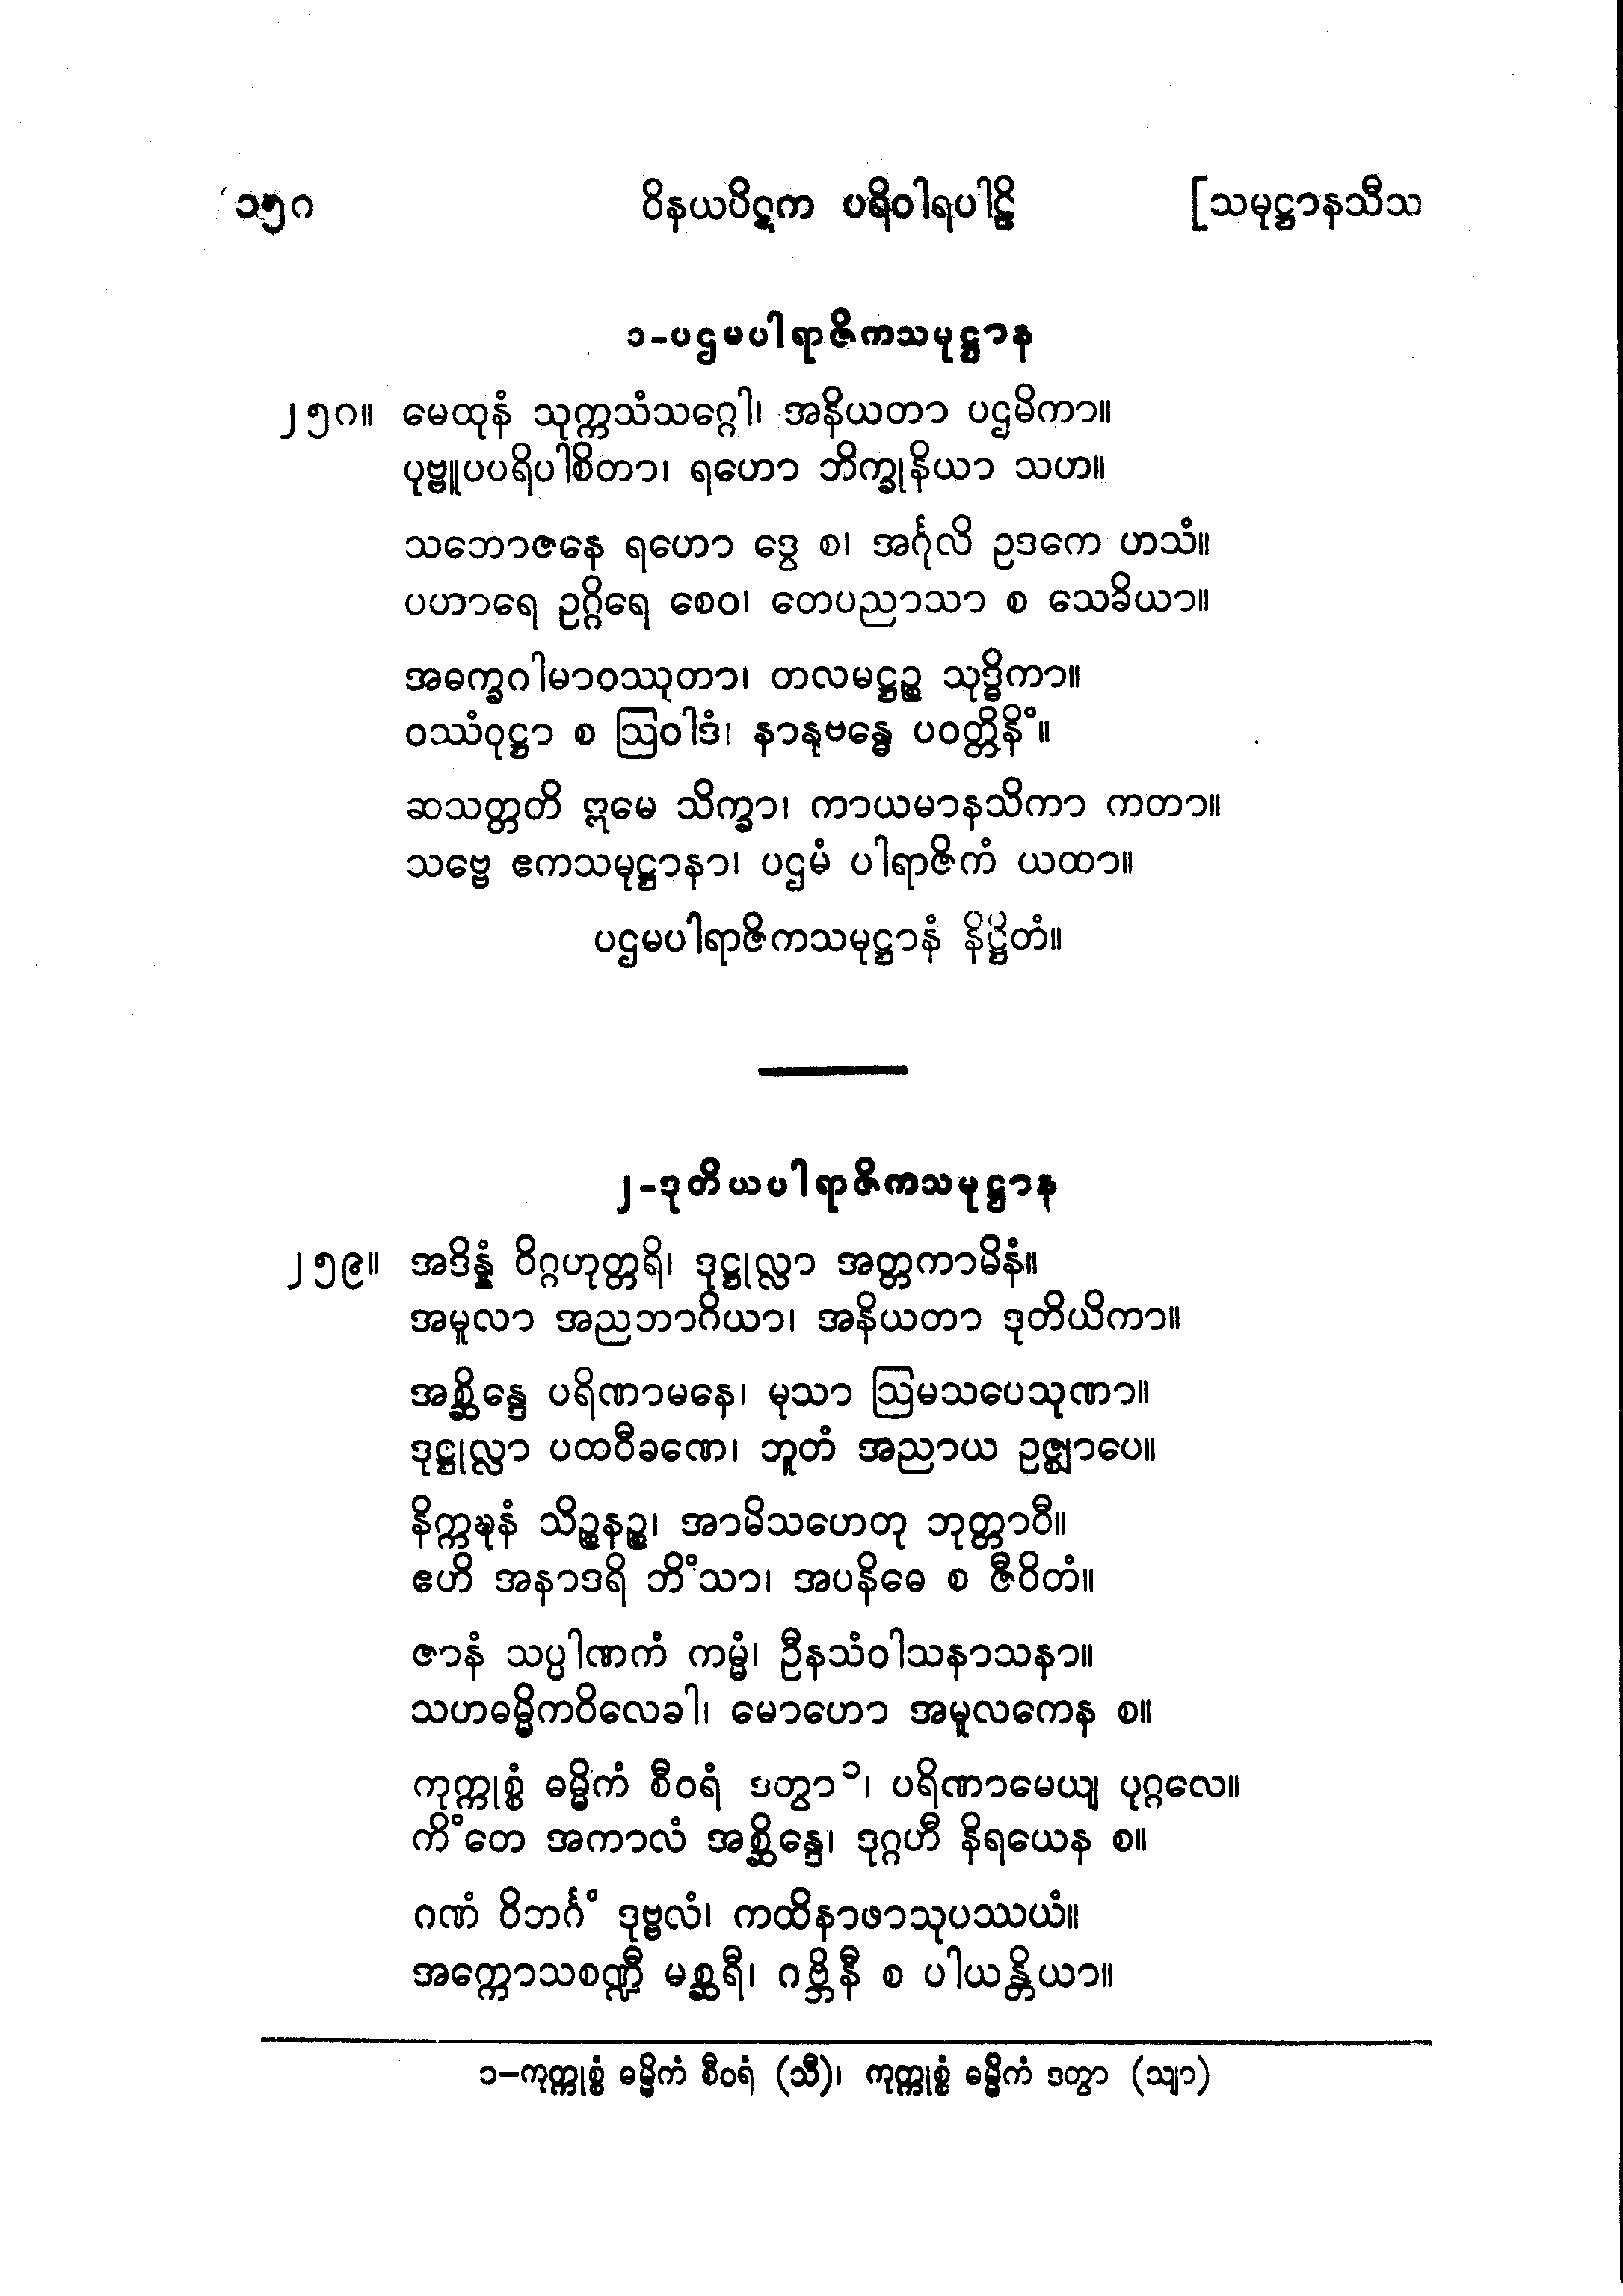 ၁၅၈ ဝိနယပိဋက ပရိဝါရပါဠိ [သမုဋ္ဌာနသီသ
၁-ပဌမပါရာဇိကသမုဋ္ဌာန
၂၅၈။ မေထုနံ သုက္ကသံသဂ္ဂေါ၊ အနိယတာ ပဌမိကာ။
ပုဗ္ဗူပပရိပါစိတာ၊ ရဟော ဘိက္ခုနိယာ သဟ။
သဘောဇနေ ရဟော ဒွေ စ၊ အင်္ဂုလိ ဥဒကေ ဟသံ။
ပဟာရေ ဥဂ္ဂိရေ စေဝ၊ တေပညာသာ စ သေခိယာ။
အဓက္ခဂါမာဝဿုတာ၊ တလမဋ္ဌဉ္စ သုဒ္ဓိကာ။
ဝဿံဝုဋ္ဌာ စ ဩဝါဒံ၊ နာနုဗန္ဓေ ပဝတ္တိနိံ။
ဆသတ္တတိ ဣမေ သိက္ခာ၊ ကာယမာနသိကာ ကတာ။
သဗ္ဗေ ဧကသမုဋ္ဌာနာ၊ ပဌမံ ပါရာဇိကံ ယထာ။
ပဌမပါရာဇိကသမုဋ္ဌာနံ နိဋ္ဌိတံ။
၂-ဒုတိယပါရာဇိကသမုဋ္ဌာန
၂၅၉။ အဒိန္နံ ဝိဂ္ဂဟုတ္တရိ၊ ဒုဋ္ဌုလ္လာ အတ္တကာမိနံ။
အမူလာ အညဘာဂိယာ၊ အနိယတာ ဒုတိယိကာ။
အစ္ဆိန္ဒေ ပရိဏာမနေ၊ မုသာ ဩမသပေသုဏာ။
ဒုဋ္ဌုလ္လာ ပထဝီခဏေ၊ ဘူတံ အညာယ ဥဇ္ဈာပေ။
နိက္ကဍ္ဎနံ သိဉ္စနဉ္စ၊ အာမိသဟေတု ဘုတ္တာဝီ။
ဧဟိ အနာဒရိ ဘိံသာ၊ အပနိဓေ စ ဇီဝိတံ။
ဇာနံ သပ္ပါဏကံ ကမ္မံ၊ ဦနသံဝါသနာသနာ။
သဟဓမ္မိကဝိလေခါ၊ မောဟော အမူလကေန စ။
ကုက္ကုစ္စံ ဓမ္မိကံ စီဝရံ ဒတွာ ၁၊ ပရိဏာမေယျ ပုဂ္ဂလေ။
ကိံတေ အကာလံ အစ္ဆိန္ဒေ၊ ဒုဂ္ဂဟီ နိရယေန စ။
ဂဏံ ဝိဘင်္ဂံ ဒုဗ္ဗလံ၊ ကထိနာဖာသုပဿယံ။
အက္ကောသစဏ္ဍီ မစ္ဆရီ၊ ဂဗ္ဘိနီ စ ပါယန္တိယာ။
၁-ကုက္ကုစ္စံ ဓမ္မိကံ စီဝရံ (သီ)၊ ကုက္ကုစ္စံ ဓမ္မိကံ ဒတွာ (သျာ)